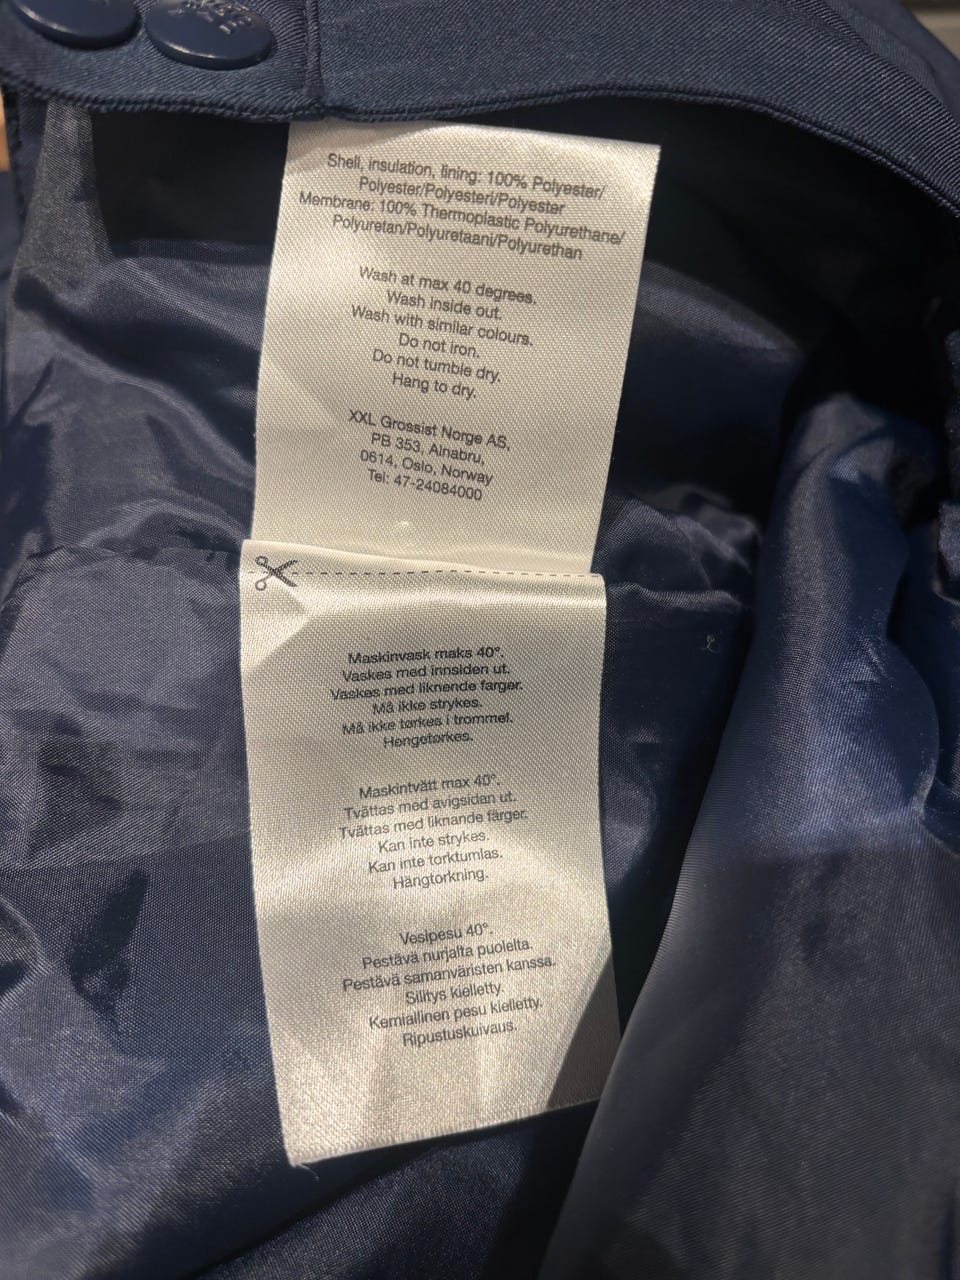 Shell, insulation, lining: 100% Polyester/
Polyester/Polyesteri/Polyester
Membrane: 100% Thermoplastic Polyurethane/
Polyuretan/Polyuretaani/Polyurethan
Wash at max 40 degrees.
Wash inside out.
Wash with similar colours.
Do not iron.
Do not tumble dry.
Hang to dry.
XXL Grossist Norge AS,
PB 353, Alnabru,
0614, Oslo, Norway
Tel: 47-24084000
Maskinvask maks 40°.
Vaskes med innsiden ut.
Vaskes med liknende farger.
Må ikke strykes.
Må ikke tørkes i trommel.
Hengetørkes.
Maskintvätt max 40°.
Tvättas med avigsidan ut.
Tvättas med liknande färger.
Kan inte strykes.
Kan inte torktumlas.
Hängtorkning.
Vesipesu 40°.
Pestävä nurjalta puolelta.
Pestävä samanväristen kanssa.
Silitys kielletty.
Kemiallinen pesu kielletty.
Ripustuskuivaus.